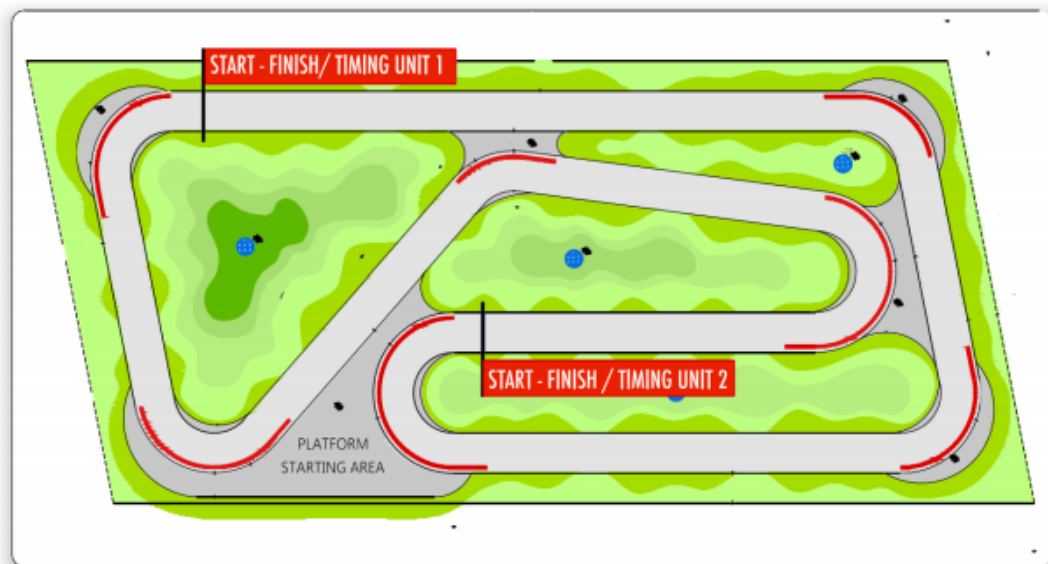 START - FINISH/ TIMING UNIT 1
START - FINISH / TIMING UNIT 2
PLATFORM
STARTING AREA